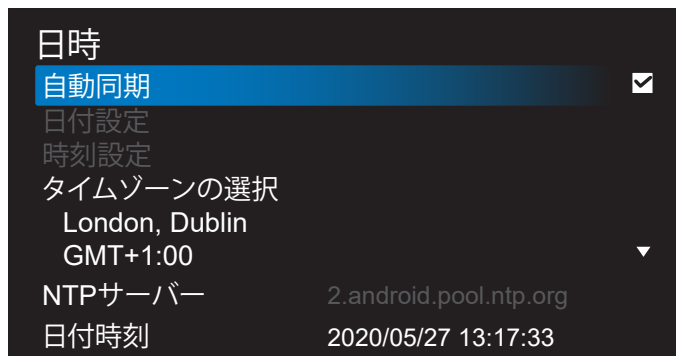 日時
自動同期
日付設定
時刻設定
タイムゾーンの選択
London, Dublin
GMT+1:00
NTPサーバー 2.android.pool.ntp.org
日付時刻 2020/05/27 13:17:33